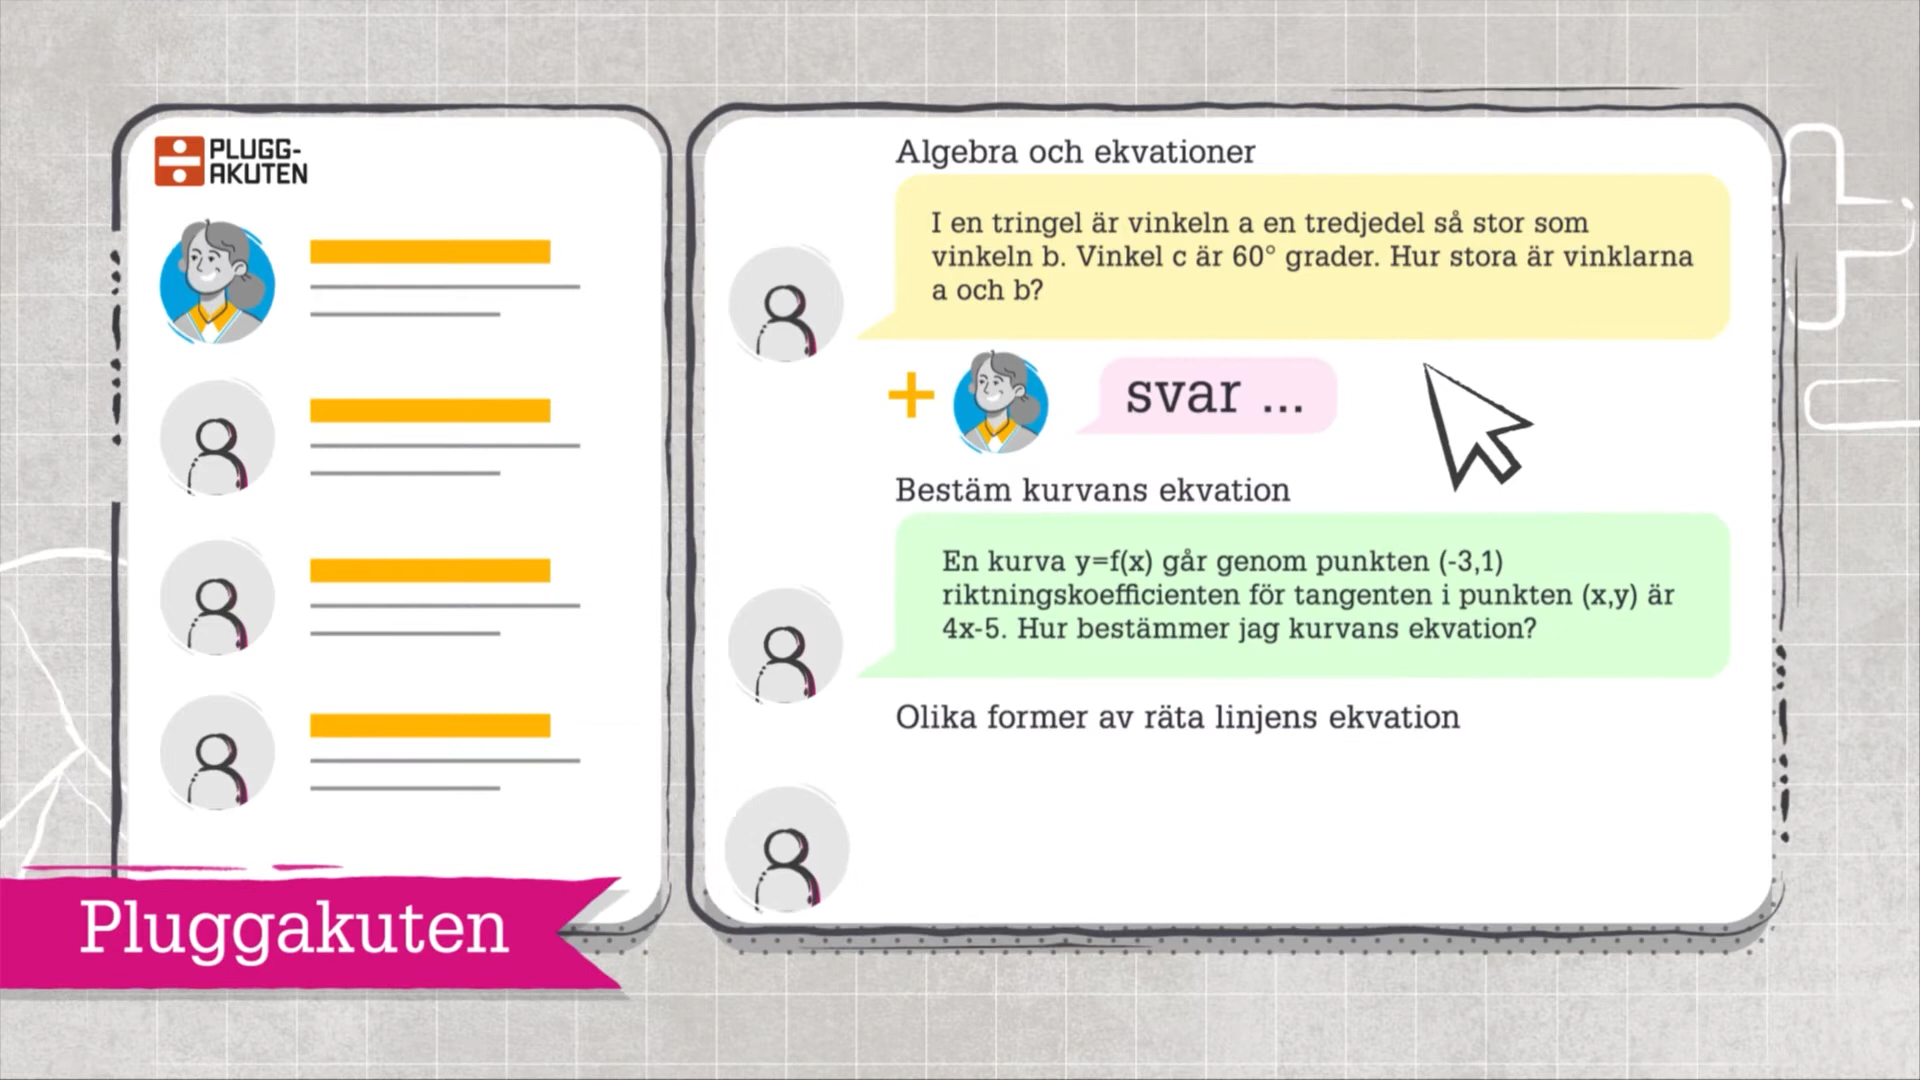 PLUGG-
AKUTEN
Algebra och ekvationer
I en tringel är vinkeln a en tredjedel så stor som
vinkeln b. Vinkel c är 60° grader. Hur stora är vinklarna
a och b?
+
svar ...
Bestäm kurvans ekvation
En kurva y=f(x) går genom punkten (-3,1)
riktningskoefficienten för tangenten i punkten (x,y) är
4x-5. Hur bestämmer jag kurvans ekvation?
Olika former av räta linjens ekvation
Pluggakuten